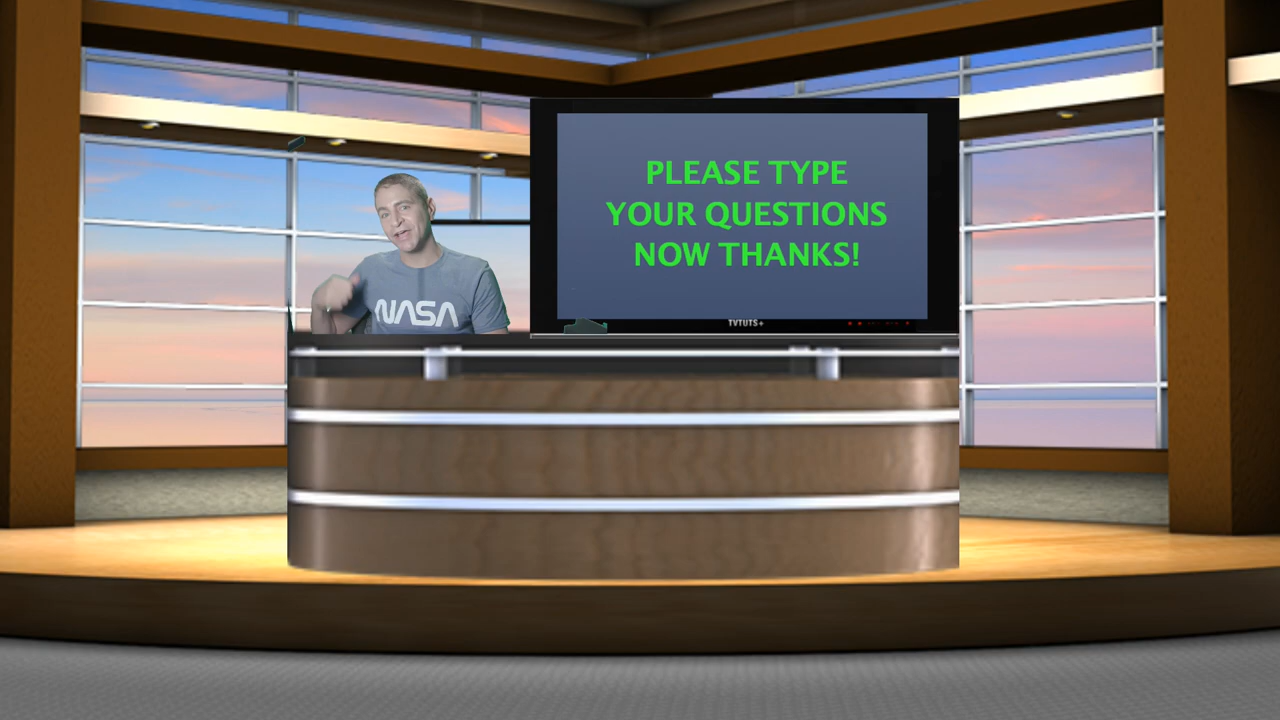 PLEASE TYPE
YOUR QUESTIONS
NOW THANKS!
NASA
TVTUTS+